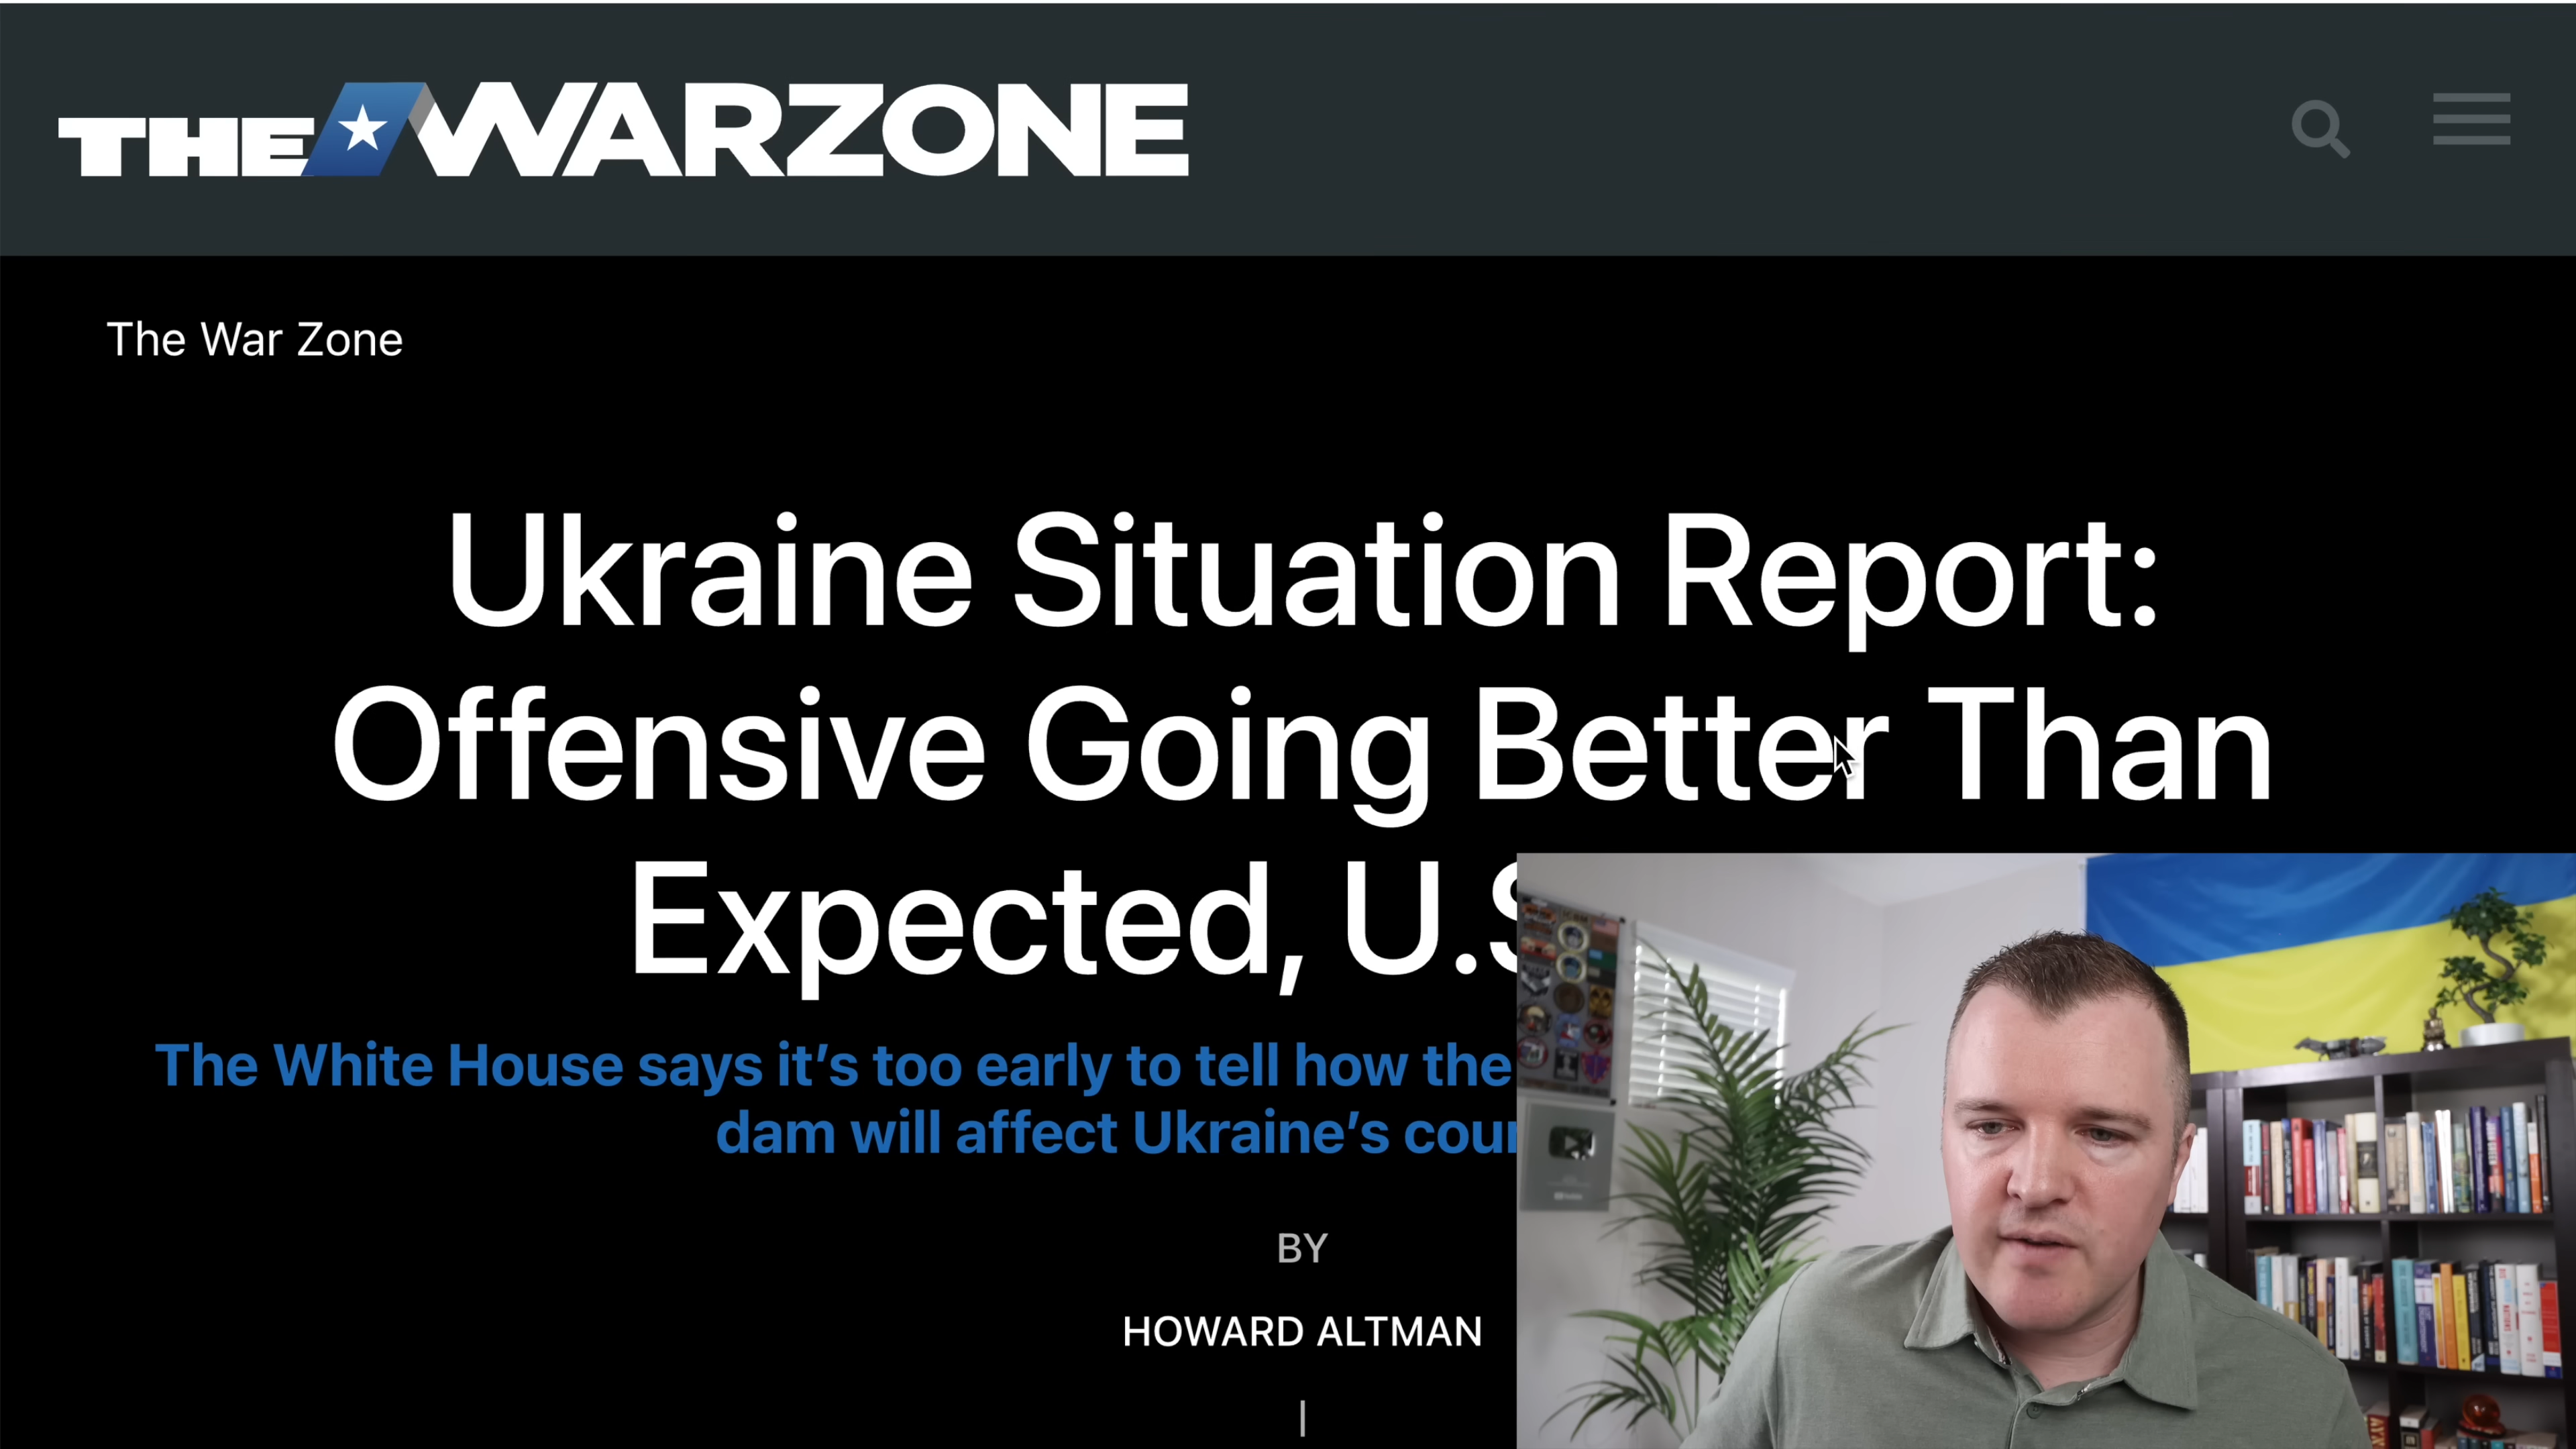 THE WARZONE
The War Zone
Ukraine Situation Report:
Offensive Going Better Than
Expected, U.S
The White House says it's too early to tell how the
dam will affect Ukraine's cour
BY
HOWARD ALTMAN
|